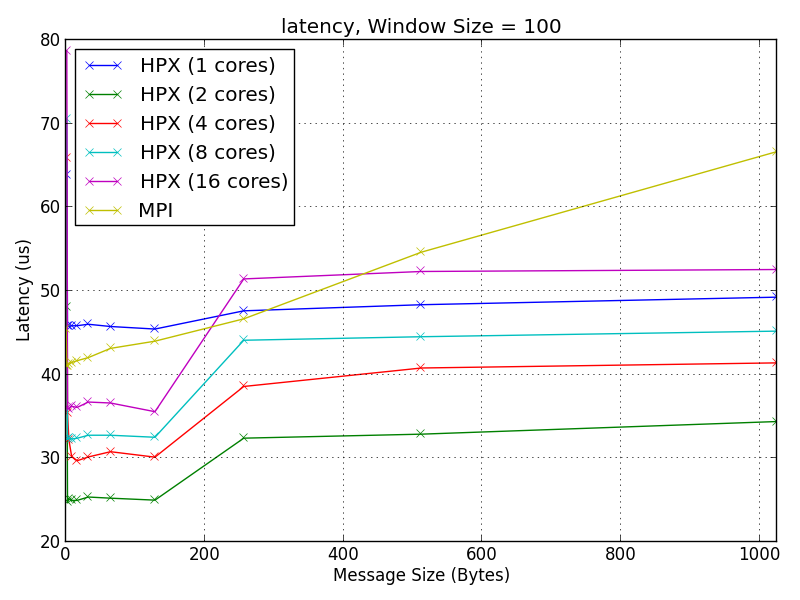 latency, Window Size = 100
80
70
60
50
40
30
20
Latency (us)
HPX (1 cores)
HPX (2 cores)
HPX (4 cores)
HPX (8 cores)
HPX (16 cores)
MPI
0 200 400 600 800 1000
Message Size (Bytes)